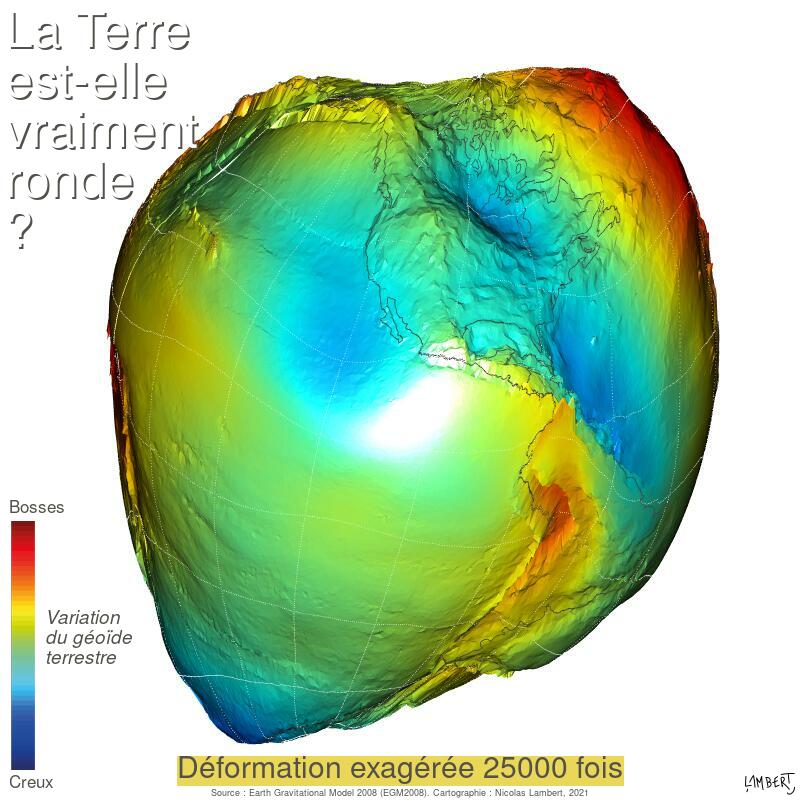 La Terre
est-elle
vraiment
ronde
?
Bosses
Variation
du géoïde
terrestre
Creux
Déformation exagérée 25000 fois
Source : Earth Gravitational Model 2008 (EGM2008). Cartographie : Nicolas Lambert, 2021
LAMBERT